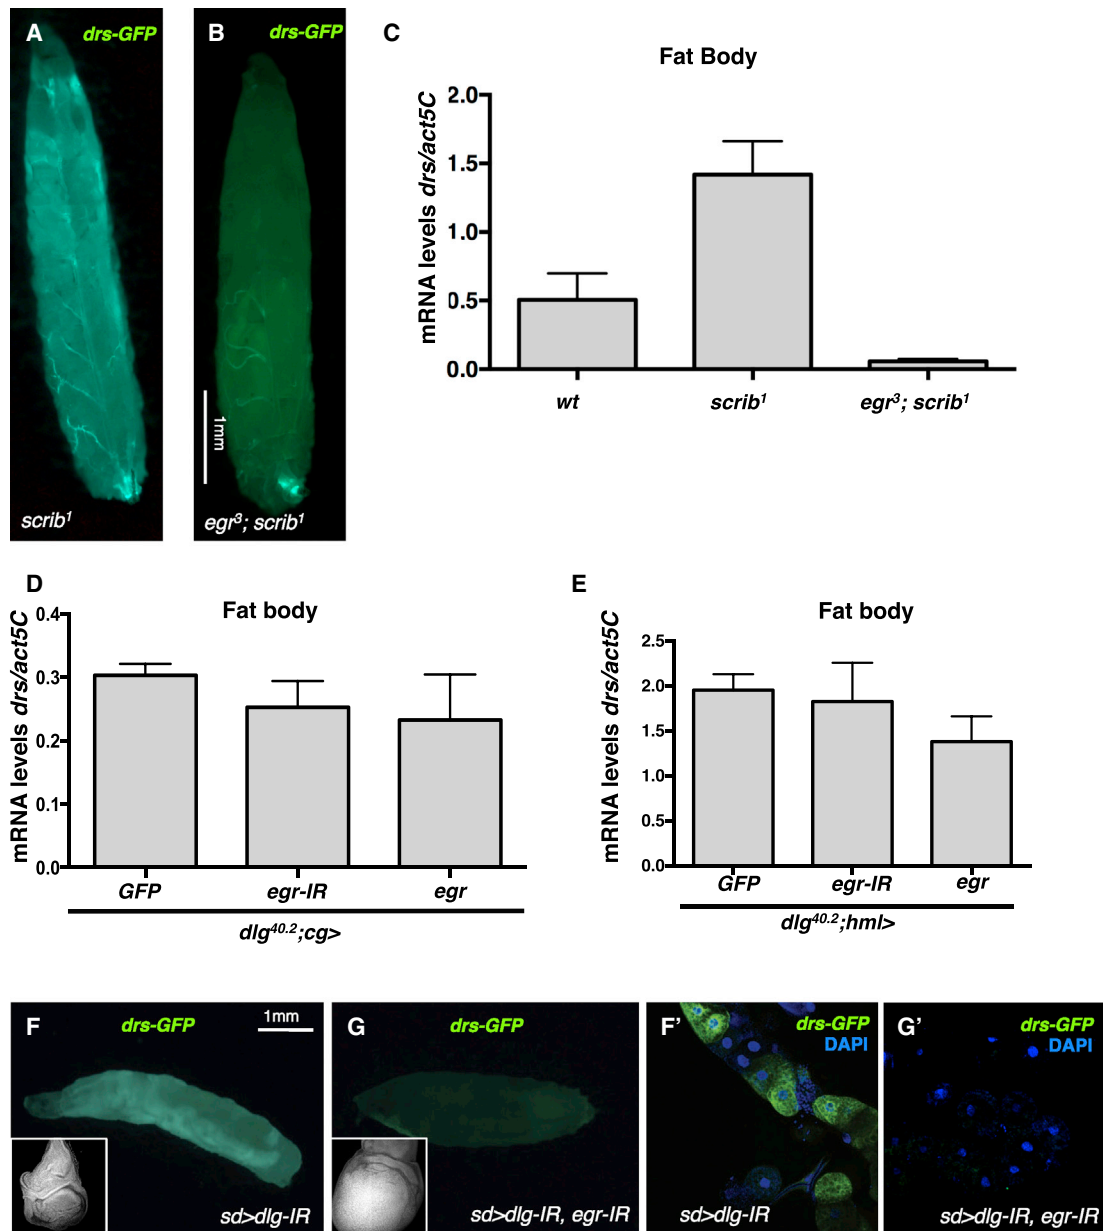 A
drs-GFP
scrib¹
B
drs-GFP
1mm
egr³; scrib¹
C
Fat Body
mRNA levels drs/act5C
2.0
1.5
1.0
0.5
0.0
wt
scrib¹
egr³; scrib¹
D
Fat body
mRNA levels drs/act5C
0.4
0.3
0.2
0.1
0.0
GFP
egr-IR
egr
dlg⁴⁰·²;cg>
E
Fat body
mRNA levels drs/act5C
2.5
2.0
1.5
1.0
0.5
0.0
GFP
egr-IR
egr
dlg⁴⁰·²;hml>
F
drs-GFP
1mm
sd>dlg-IR
G
drs-GFP
sd>dlg-IR, egr-IR
F'
drs-GFP
DAPI
sd>dlg-IR
G'
drs-GFP
DAPI
sd>dlg-IR, egr-IR